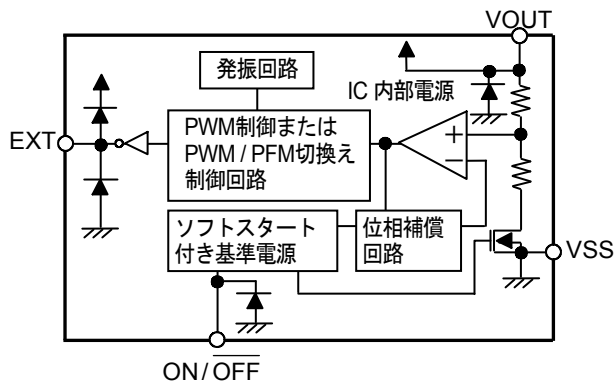 VOUT
発振回路
IC 内部電源
EXT
PWM制御または
PWM / PFM切換え
制御回路
+
−
ソフトスタート
付き基準電源
位相補償
回路
VSS
ON/OFF